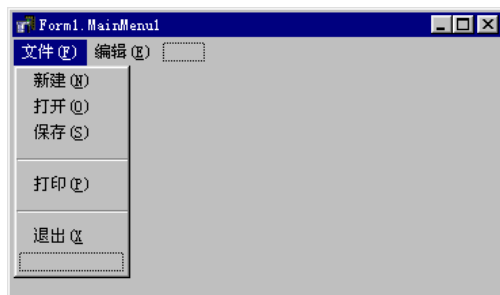 Form1.MainMenu1
文件(F) 编辑(E)
新建(N)
打开(O)
保存(S)
打印(P)
退出(X